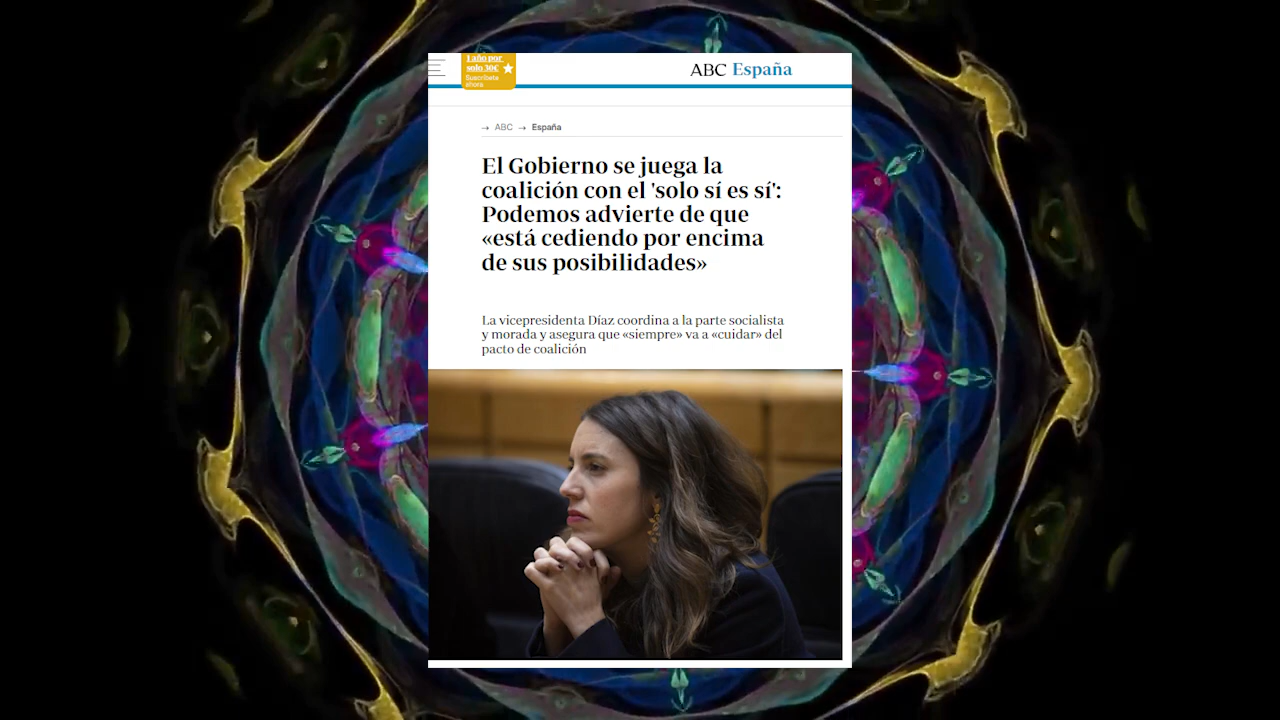 1 año por
solo 30€
Suscríbete
ahora
ABC España
→ ABC → España
El Gobierno se juega la
coalición con el 'solo sí es sí':
Podemos advierte de que
«está cediendo por encima
de sus posibilidades»
La vicepresidenta Díaz coordina a la parte socialista
y morada y asegura que «siempre» va a «cuidar» del
pacto de coalición